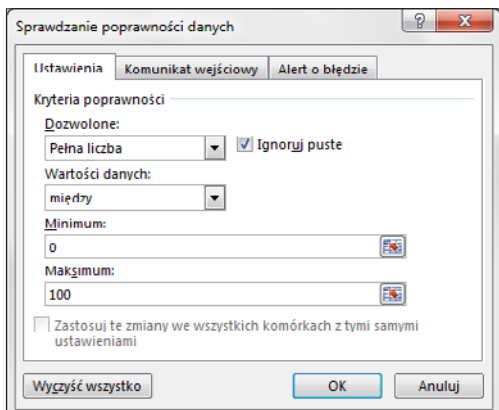 Sprawdzanie poprawności danych
Ustawienia Komunikat wejściowy Alert o błędzie
Kryteria poprawności
Dozwolone:
Pełna liczba Ignoruj puste
Wartości danych:
między
Minimum:
0
Maksimum:
100
Zastosuj te zmiany we wszystkich komórkach z tymi samymi
ustawieniami
Wyczyść wszystko OK Anuluj